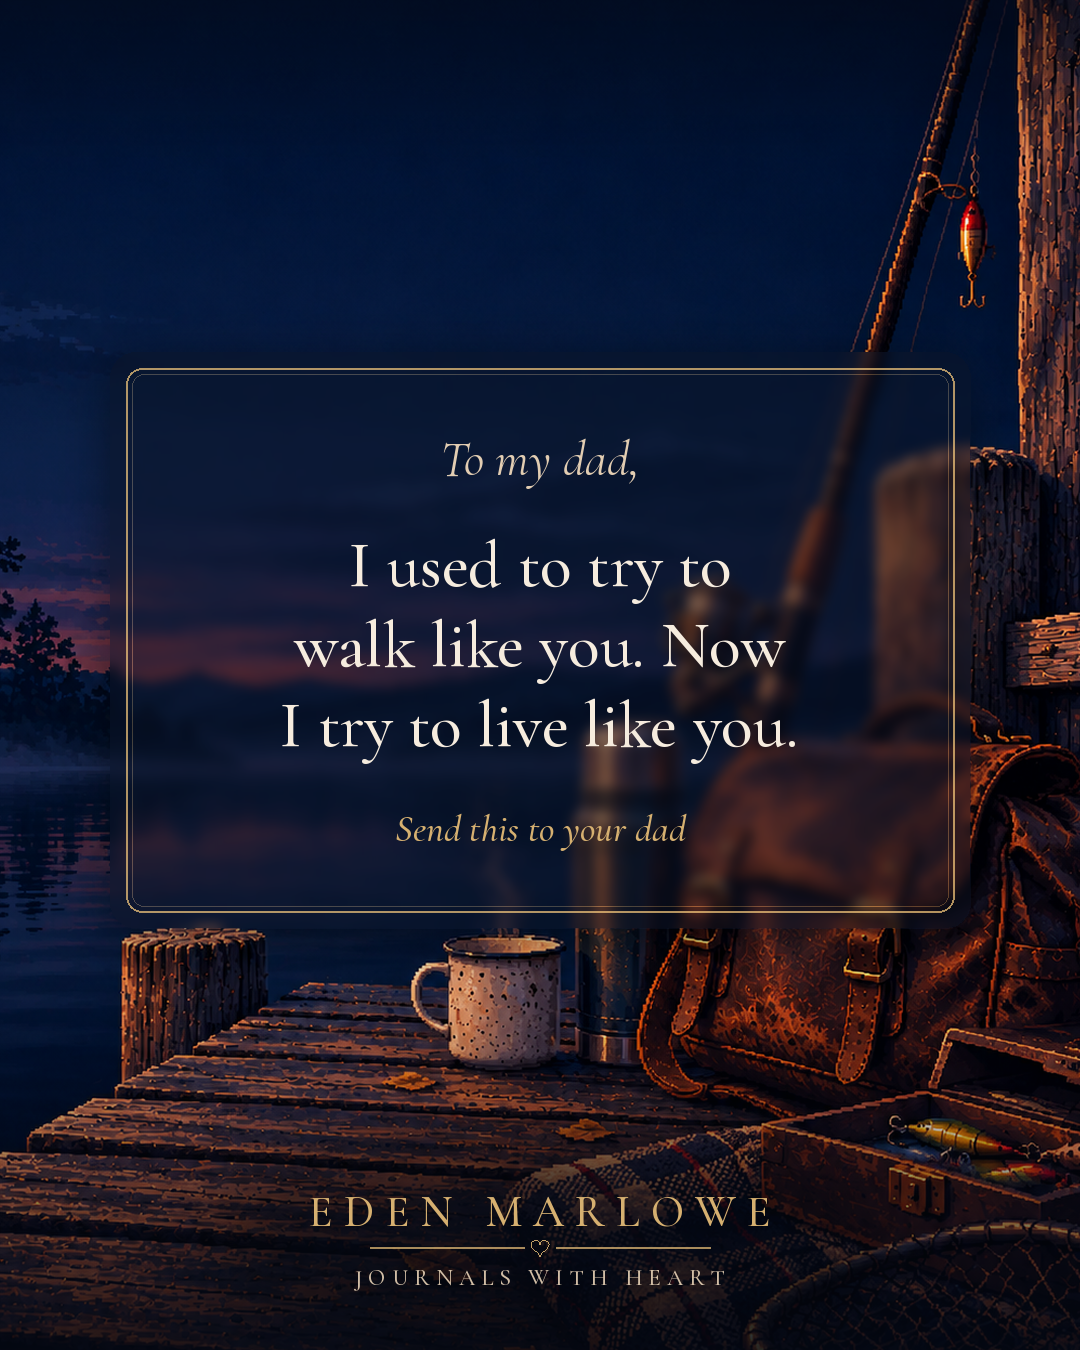 To my dad,
I used to try to
walk like you. Now
I try to live like you.
Send this to your dad
EDEN MARLOWE
JOURNALS WITH HEART